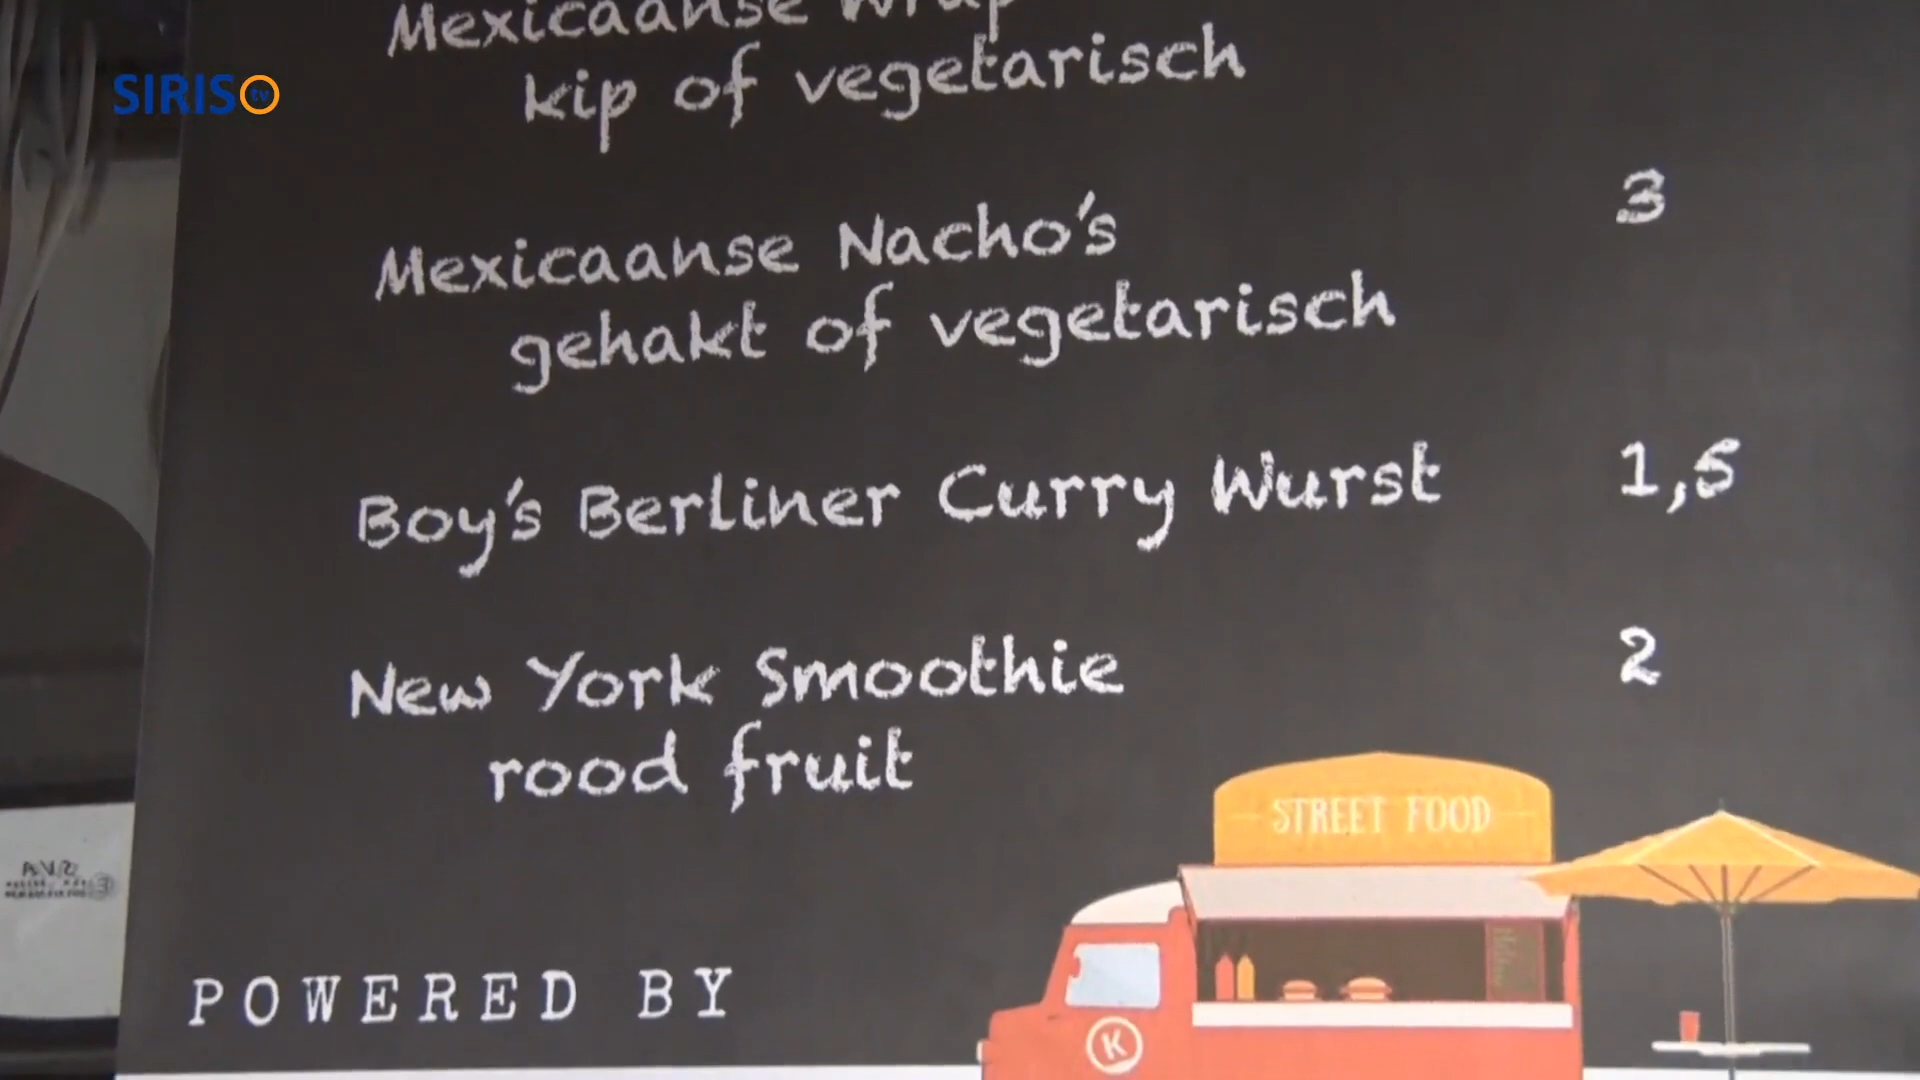 Mexicaanse Wrap
SIRIS tv
kip of vegetarisch
Mexicaanse Nacho's 3
gehakt of vegetarisch
Boy's Berliner Curry Wurst 1,5
New York Smoothie 2
rood fruit
STREET FOOD
POWERED BY
K